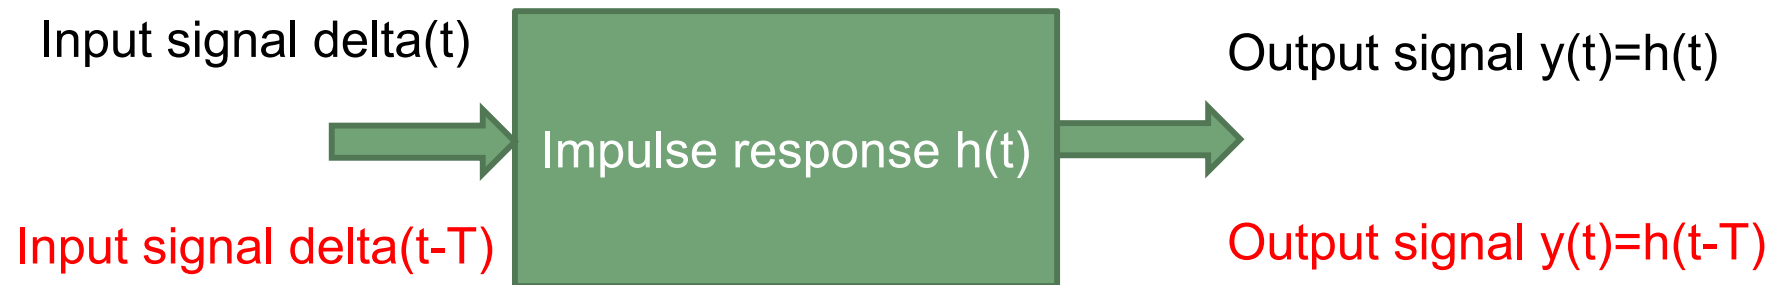 Input signal delta(t)
Output signal y(t)=h(t)
Impulse response h(t)
Input signal delta(t-T)
Output signal y(t)=h(t-T)